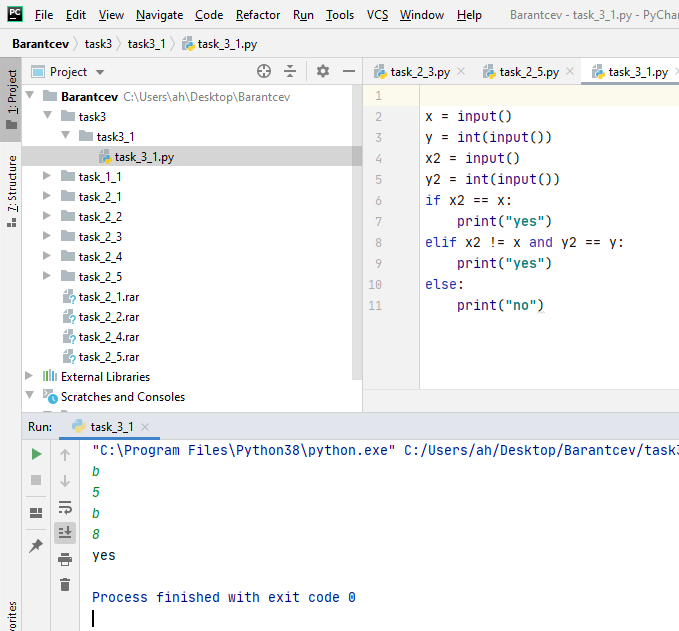 PC File Edit View Navigate Code Refactor Run Tools VCS Window Help Barantcev - task_3_1.py - PyChar
Barantcev task3 task3_1 task_3_1.py
1: Project
Project
task_2_3.py task_2_5.py task_3_1.py
Barantcev C:\Users\ah\Desktop\Barantcev
task3
task3_1
task_3_1.py
task_1_1
task_2_1
task_2_2
task_2_3
task_2_4
task_2_5
task_2_1.rar
task_2_2.rar
task_2_4.rar
task_2_5.rar
External Libraries
Scratches and Consoles
7: Structure
1
2 x = input()
3 y = int(input())
4 x2 = input()
5 y2 = int(input())
6 if x2 == x:
7 print("yes")
8 elif x2 != x and y2 == y:
9 print("yes")
10 else:
11 print("no")
Run: task_3_1
"C:\Program Files\Python38\python.exe" C:/Users/ah/Desktop/Barantcev/task3
b
5
b
8
yes
Process finished with exit code 0
vorites